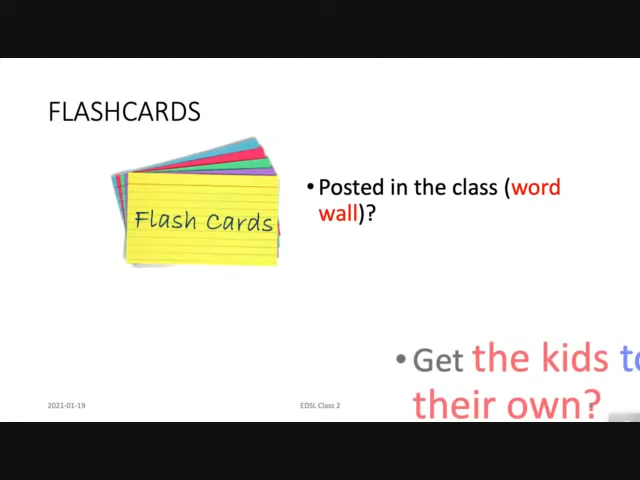 FLASHCARDS
Flash Cards
• Posted in the class (word
wall)?
• Get the kids
their own?
2021-01-19
EDSL Class 2